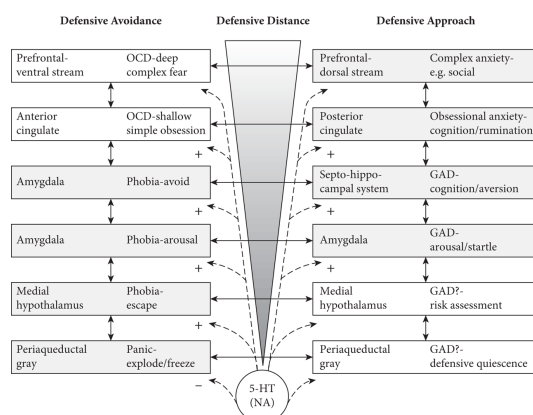 Defensive Avoidance
Defensive Distance
Defensive Approach
Prefrontal-
ventral stream
OCD-deep
complex fear
Prefrontal-
dorsal stream
Complex anxiety-
e.g. social
Anterior
cingulate
OCD-shallow
simple obsession
Posterior
cingulate
Obsessional anxiety-
cognition/rumination
+
Amygdala
Phobia-avoid
Septo-hippo-
campal system
GAD-
cognition/aversion
+
+
Amygdala
Phobia-arousal
Amygdala
GAD-
arousal/startle
+
+
Medial
hypothalamus
Phobia-
escape
Medial
hypothalamus
GAD?-
risk assessment
+
Periaqueductal
gray
Panic-
explode/freeze
Periaqueductal
gray
GAD?-
defensive quiescence
−
5-HT
(NA)